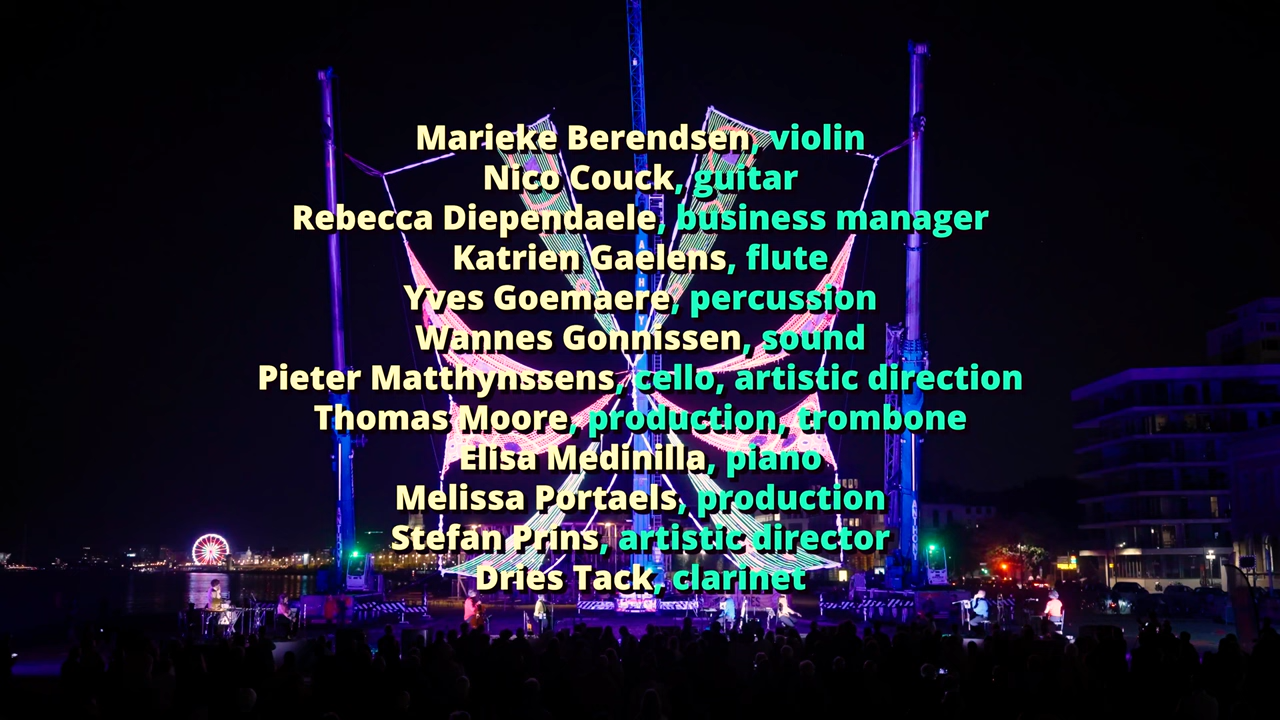 Marieke Berendsen, violin
Nico Couck, guitar
Rebecca Diependaele, business manager
Katrien Gaelens, flute
Yves Goemaere, percussion
Wannes Gonnissen, sound
Pieter Matthynssens, cello, artistic direction
Thomas Moore, production, trombone
Elisa Medinilla, piano
Melissa Portaels, production
Stefan Prins, artistic director
Dries Tack, clarinet